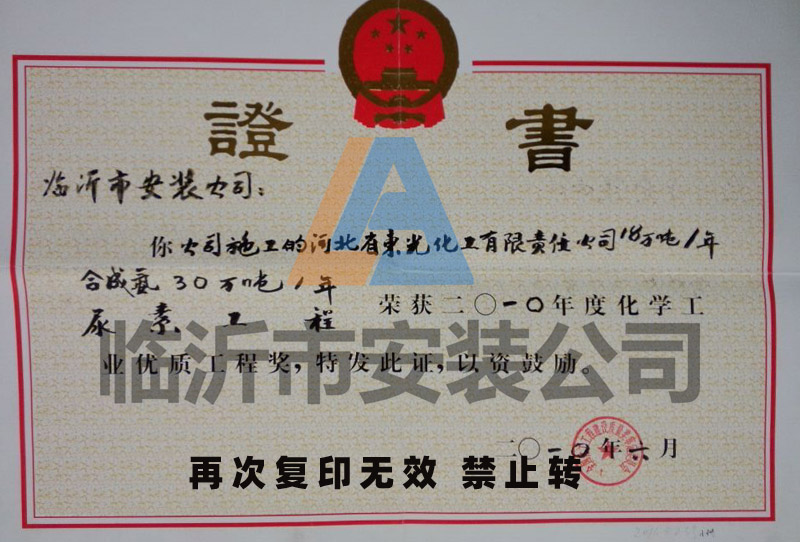 證書
临沂市安装公司:
你公司施工的河北省東光化工有限责任公司18万吨/年
合成氨30万吨/年
尿素工程 荣获二〇一〇年度化学工
业优质工程奖,特发此证,以资鼓励。
临沂市安装公司
二〇一〇年六月
再次复印无效 禁止转